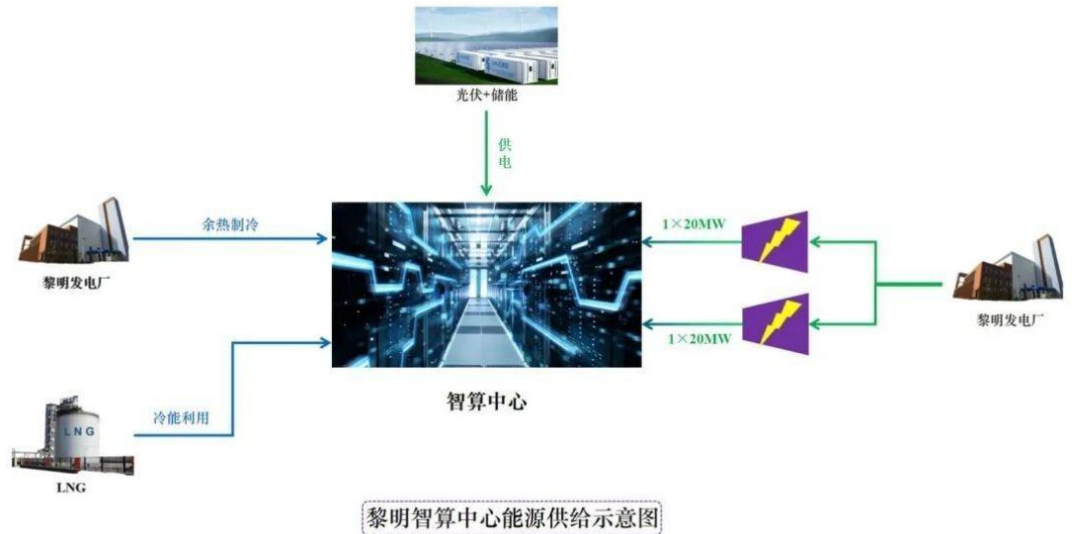 光伏+储能
供电
余热制冷
1×20MW
黎明发电厂
1×20MW
黎明发电厂
智算中心
冷能利用
LNG
LNG
黎明智算中心能源供给示意图